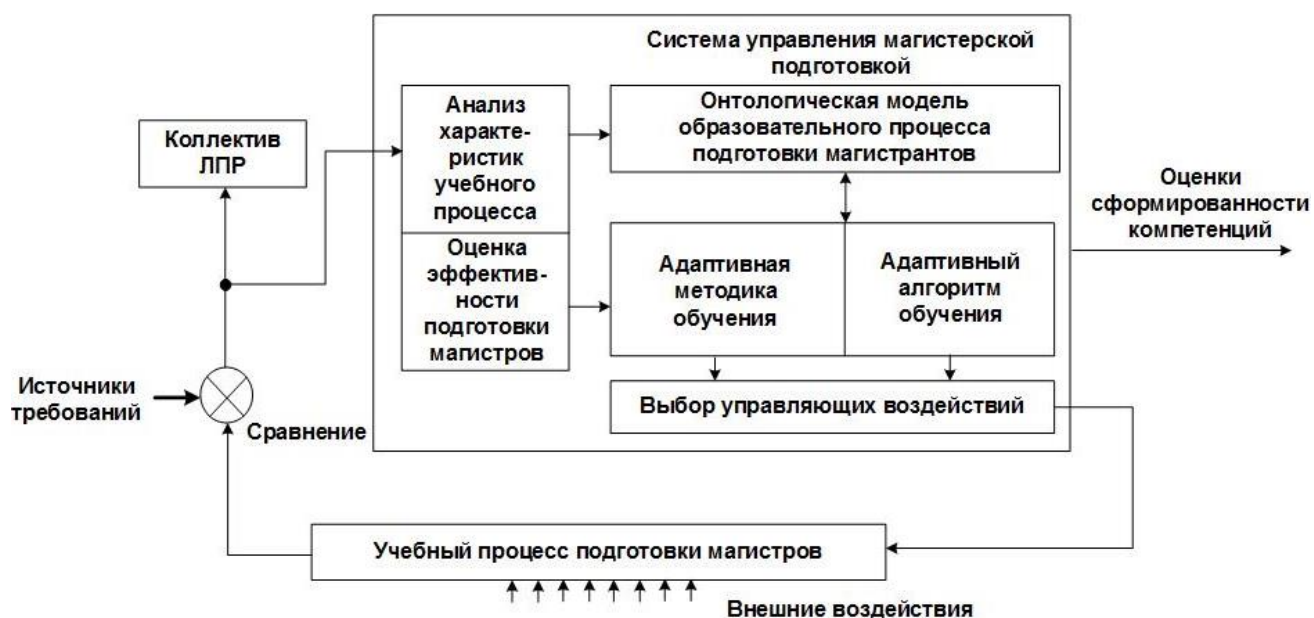 Система управления магистерской
подготовкой
Анализ
характе-
ристик
учебного
процесса
Онтологическая модель
образовательного процесса
подготовки магистрантов
Коллектив
ЛПР
Оценки
сформированности
компетенций
Оценка
эффектив-
ности
подготовки
магистров
Адаптивная
методика
обучения
Адаптивный
алгоритм
обучения
Источники
требований
Выбор управляющих воздействий
Сравнение
Учебный процесс подготовки магистров
Внешние воздействия